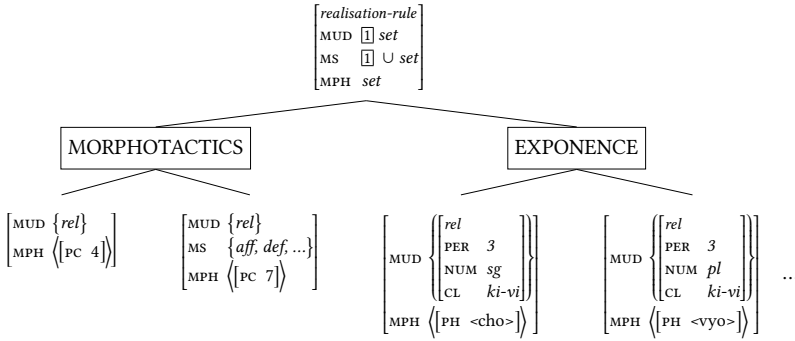 realisation-rule
MUD 1 set
MS 1 ∪ set
MPH set
MORPHOTACTICS EXPONENCE
MUD {rel}
MPH ⟨[PC 4]⟩
MUD {rel}
MS {aff, def, ...}
MPH ⟨[PC 7]⟩
rel
PER 3
MUD NUM sg
CL ki-vi
MPH ⟨[PH <cho>]⟩
rel
PER 3
MUD NUM pl
CL ki-vi
MPH ⟨[PH <vyo>]⟩
..